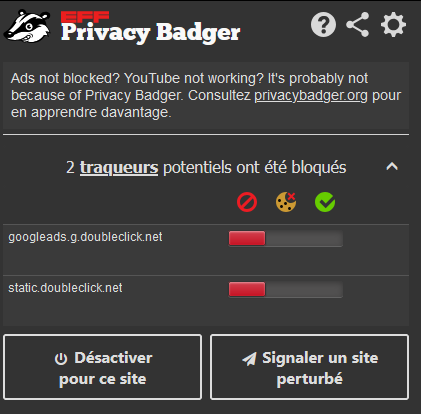 EFF
Privacy Badger
Ads not blocked? YouTube not working? It's probably not
because of Privacy Badger. Consultez privacybadger.org pour
en apprendre davantage.
2 traqueurs potentiels ont été bloqués
googleads.g.doubleclick.net
static.doubleclick.net
Désactiver
pour ce site
Signaler un site
perturbé